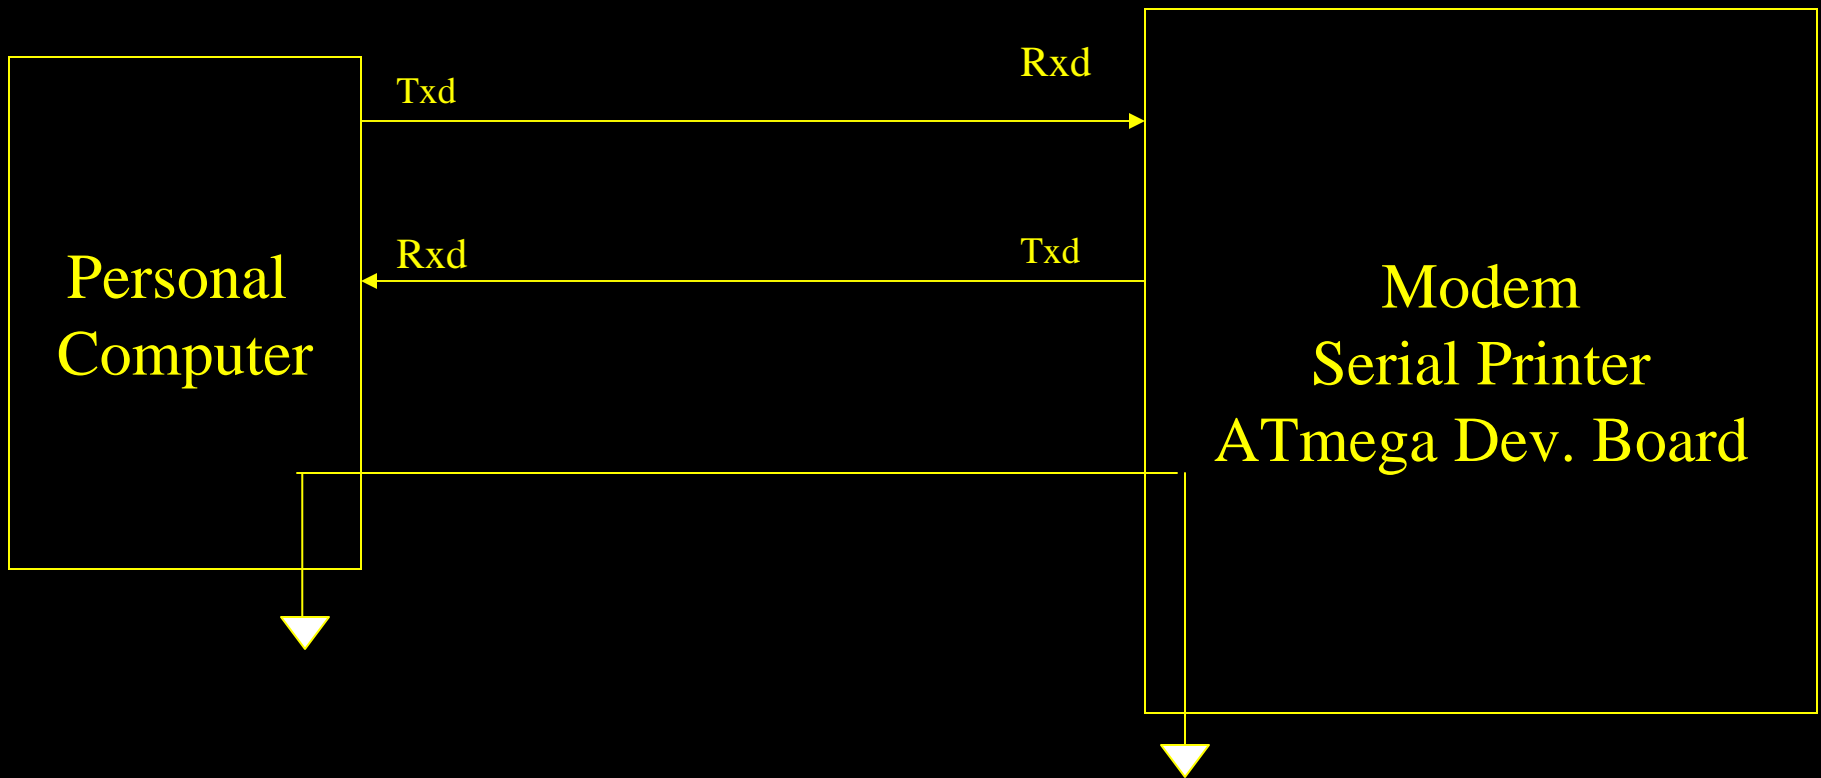 Rxd
Txd
Rxd
Txd
Personal
Computer
Modem
Serial Printer
ATmega Dev. Board